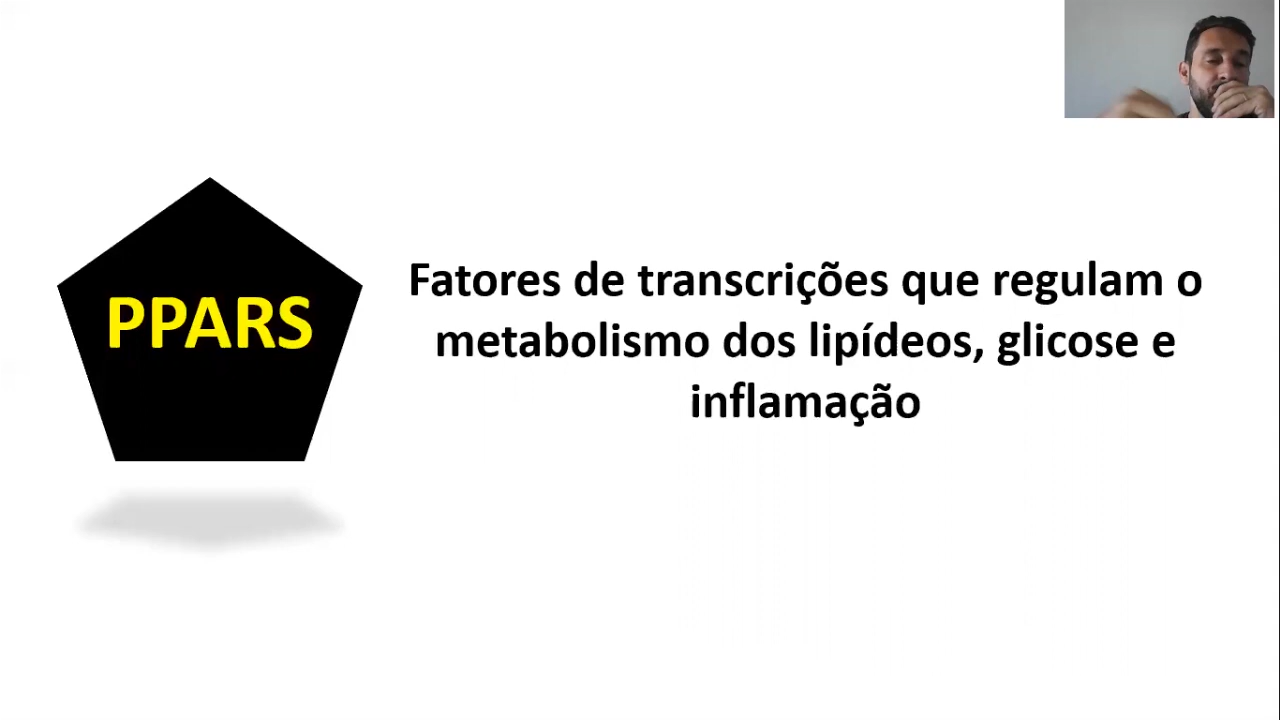 PPARS
Fatores de transcrições que regulam o
metabolismo dos lipídeos, glicose e
inflamação